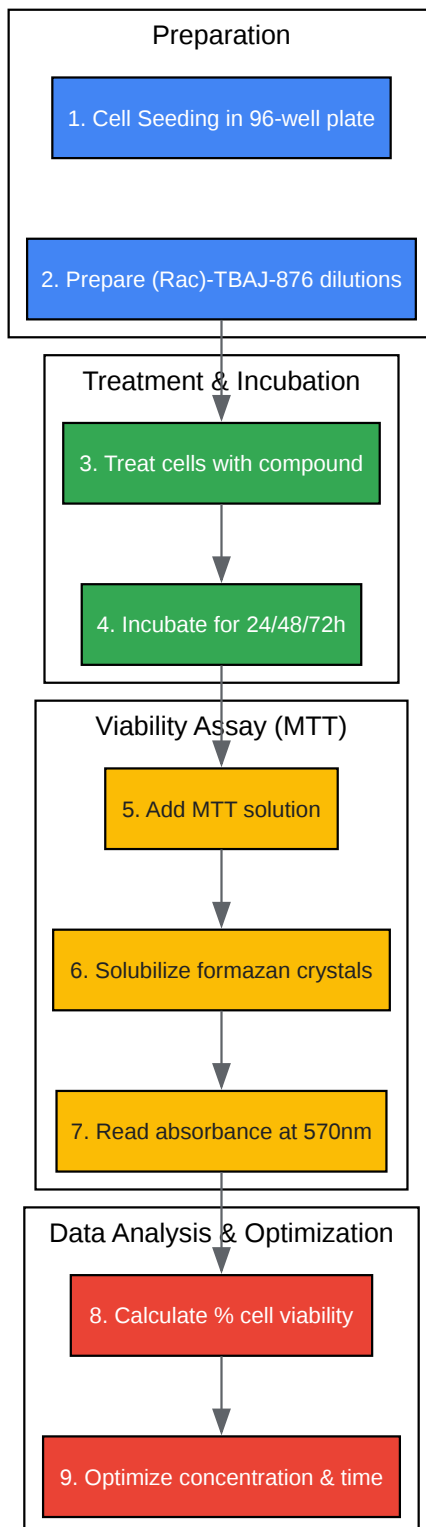 Preparation
1. Cell Seeding in 96-well plate
2. Prepare (Rac)-TBAJ-876 dilutions
Treatment & Incubation
3. Treat cells with compound
4. Incubate for 24/48/72h
Viability Assay (MTT)
5. Add MTT solution
6. Solubilize formazan crystals
7. Read absorbance at 570nm
Data Analysis & Optimization
8. Calculate % cell viability
9. Optimize concentration & time